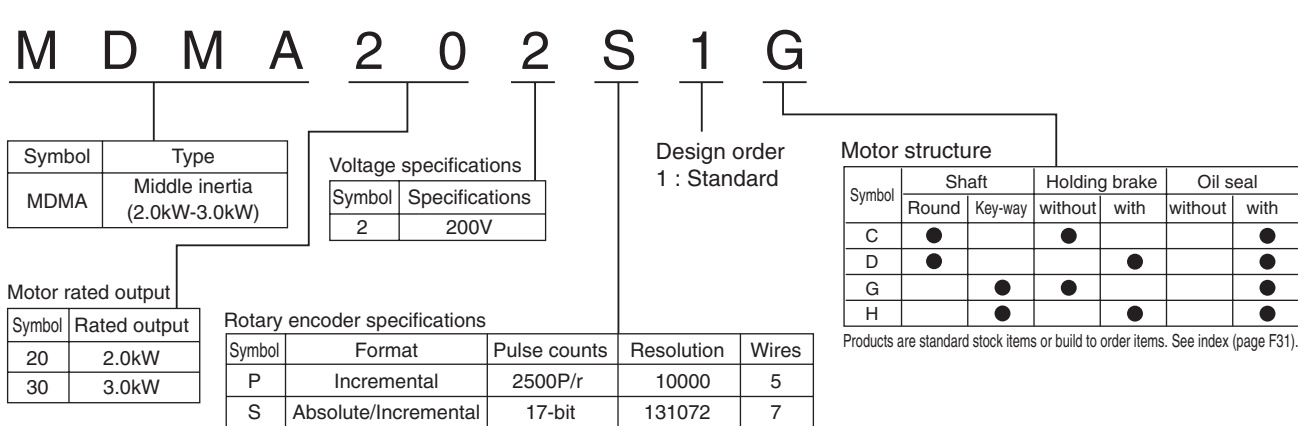 M D M A 2 0 2 S 1 G
Symbol Type
MDMA Middle inertia
(2.0kW-3.0kW)
Voltage specifications
Symbol Specifications
2 200V
Design order
1 : Standard
Motor structure
Symbol Shaft Holding brake Oil seal
Round Key-way without with without with
C ● ● ●
D ● ● ●
G ● ● ●
H ● ● ●
Products are standard stock items or build to order items. See index (page F31).
Motor rated output
Symbol Rated output
20 2.0kW
30 3.0kW
Rotary encoder specifications
Symbol Format Pulse counts Resolution Wires
P Incremental 2500P/r 10000 5
S Absolute/Incremental 17-bit 131072 7